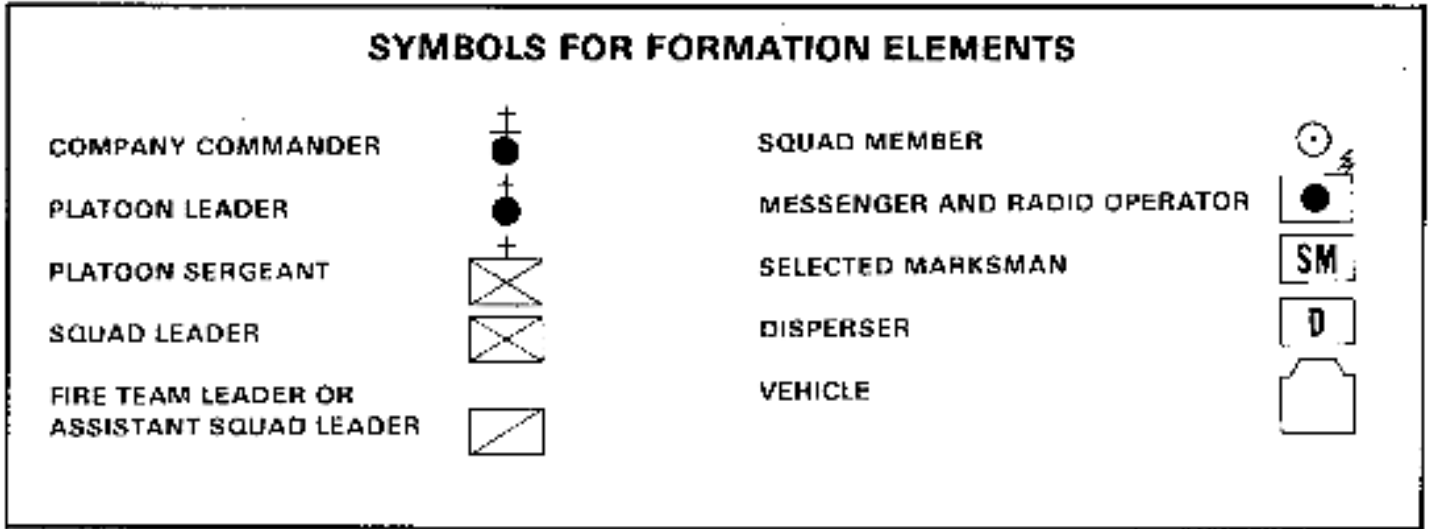 SYMBOLS FOR FORMATION ELEMENTS
COMPANY COMMANDER
PLATOON LEADER
PLATOON SERGEANT
SQUAD LEADER
FIRE TEAM LEADER OR
ASSISTANT SQUAD LEADER
SQUAD MEMBER
MESSENGER AND RADIO OPERATOR
SELECTED MARKSMAN
SM
DISPERSER
D
VEHICLE